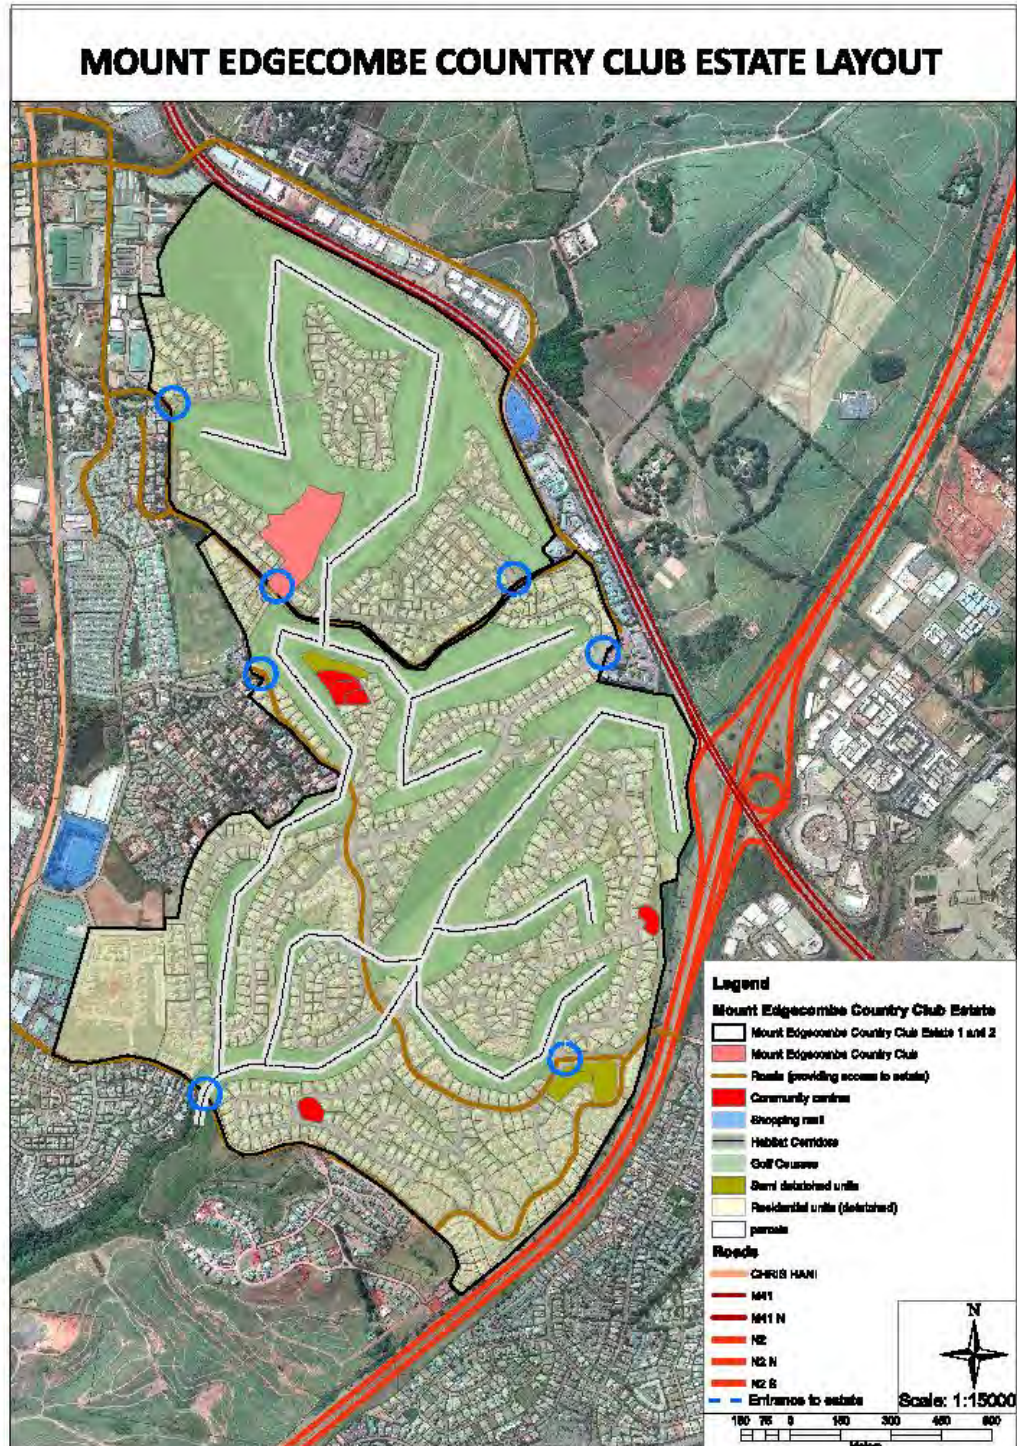 MOUNT EDGECOMBE COUNTRY CLUB ESTATE LAYOUT
Legend
Mount Edgecombe Country Club Estate
Mount Edgecombe Country Club Estate 1 and 2
Mount Edgecombe Country Club
Roads (providing access to estate)
Community centres
Shopping mall
Habitat Corridors
Golf Courses
Semi detatched units
Residential units (detatched)
parcels
Roads
CHRIS HANI
M41
M41 N
N2
N2 N
N2 S
Entrance to estate
N
Scale: 1:15000
150 75 0 150 300 450 600
Meters